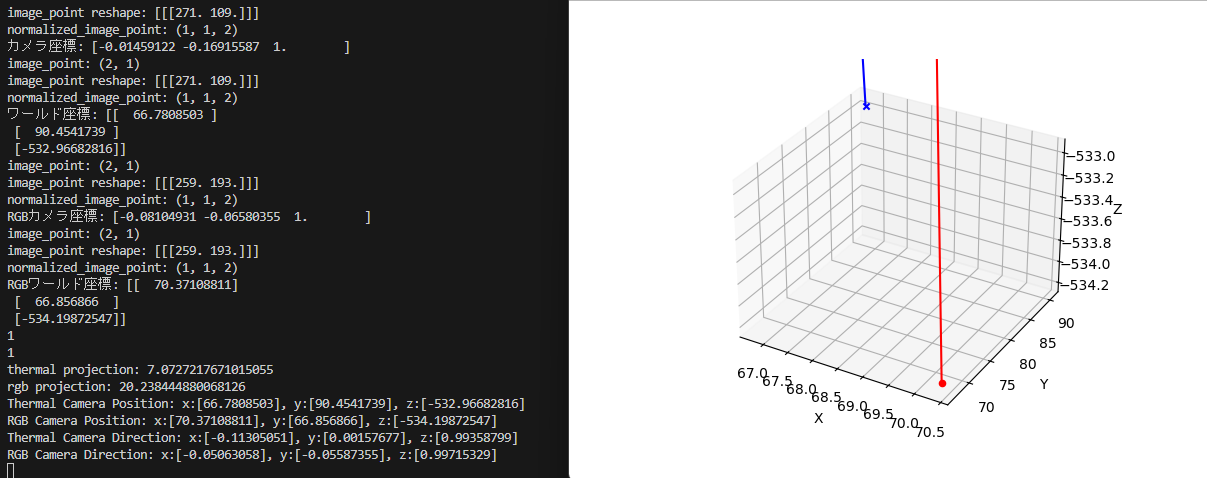 image_point reshape: [[[271. 109.]]]
normalized_image_point: (1, 1, 2)
カメラ座標: [-0.01459122 -0.16915587  1.        ]
image_point: (2, 1)
image_point reshape: [[[271. 109.]]]
normalized_image_point: (1, 1, 2)
ワールド座標: [[  66.7808503 ]
 [  90.4541739 ]
 [-532.96682816]]
image_point: (2, 1)
image_point reshape: [[[259. 193.]]]
normalized_image_point: (1, 1, 2)
RGBカメラ座標: [-0.08104931 -0.06580355  1.        ]
image_point: (2, 1)
image_point reshape: [[[259. 193.]]]
normalized_image_point: (1, 1, 2)
RGBワールド座標: [[  70.37108811]
 [  66.856866  ]
 [-534.19872547]]
1
1
thermal projection: 7.0727217671015055
rgb projection: 20.238444880068126
Thermal Camera Position: x:[66.7808503], y:[90.4541739], z:[-532.96682816]
RGB Camera Position: x:[70.37108811], y:[66.856866], z:[-534.19872547]
Thermal Camera Direction: x:[-0.11305051], y:[0.00157677], z:[0.99358799]
RGB Camera Direction: x:[-0.05063058], y:[-0.05587355], z:[0.99715329]
−533.0
−533.2
−533.4
Z
−533.6
−533.8
−534.0
−534.2
90
85
80
75
70
Y
67.0
67.5
68.0
68.5
69.0
69.5
70.0
70.5
X